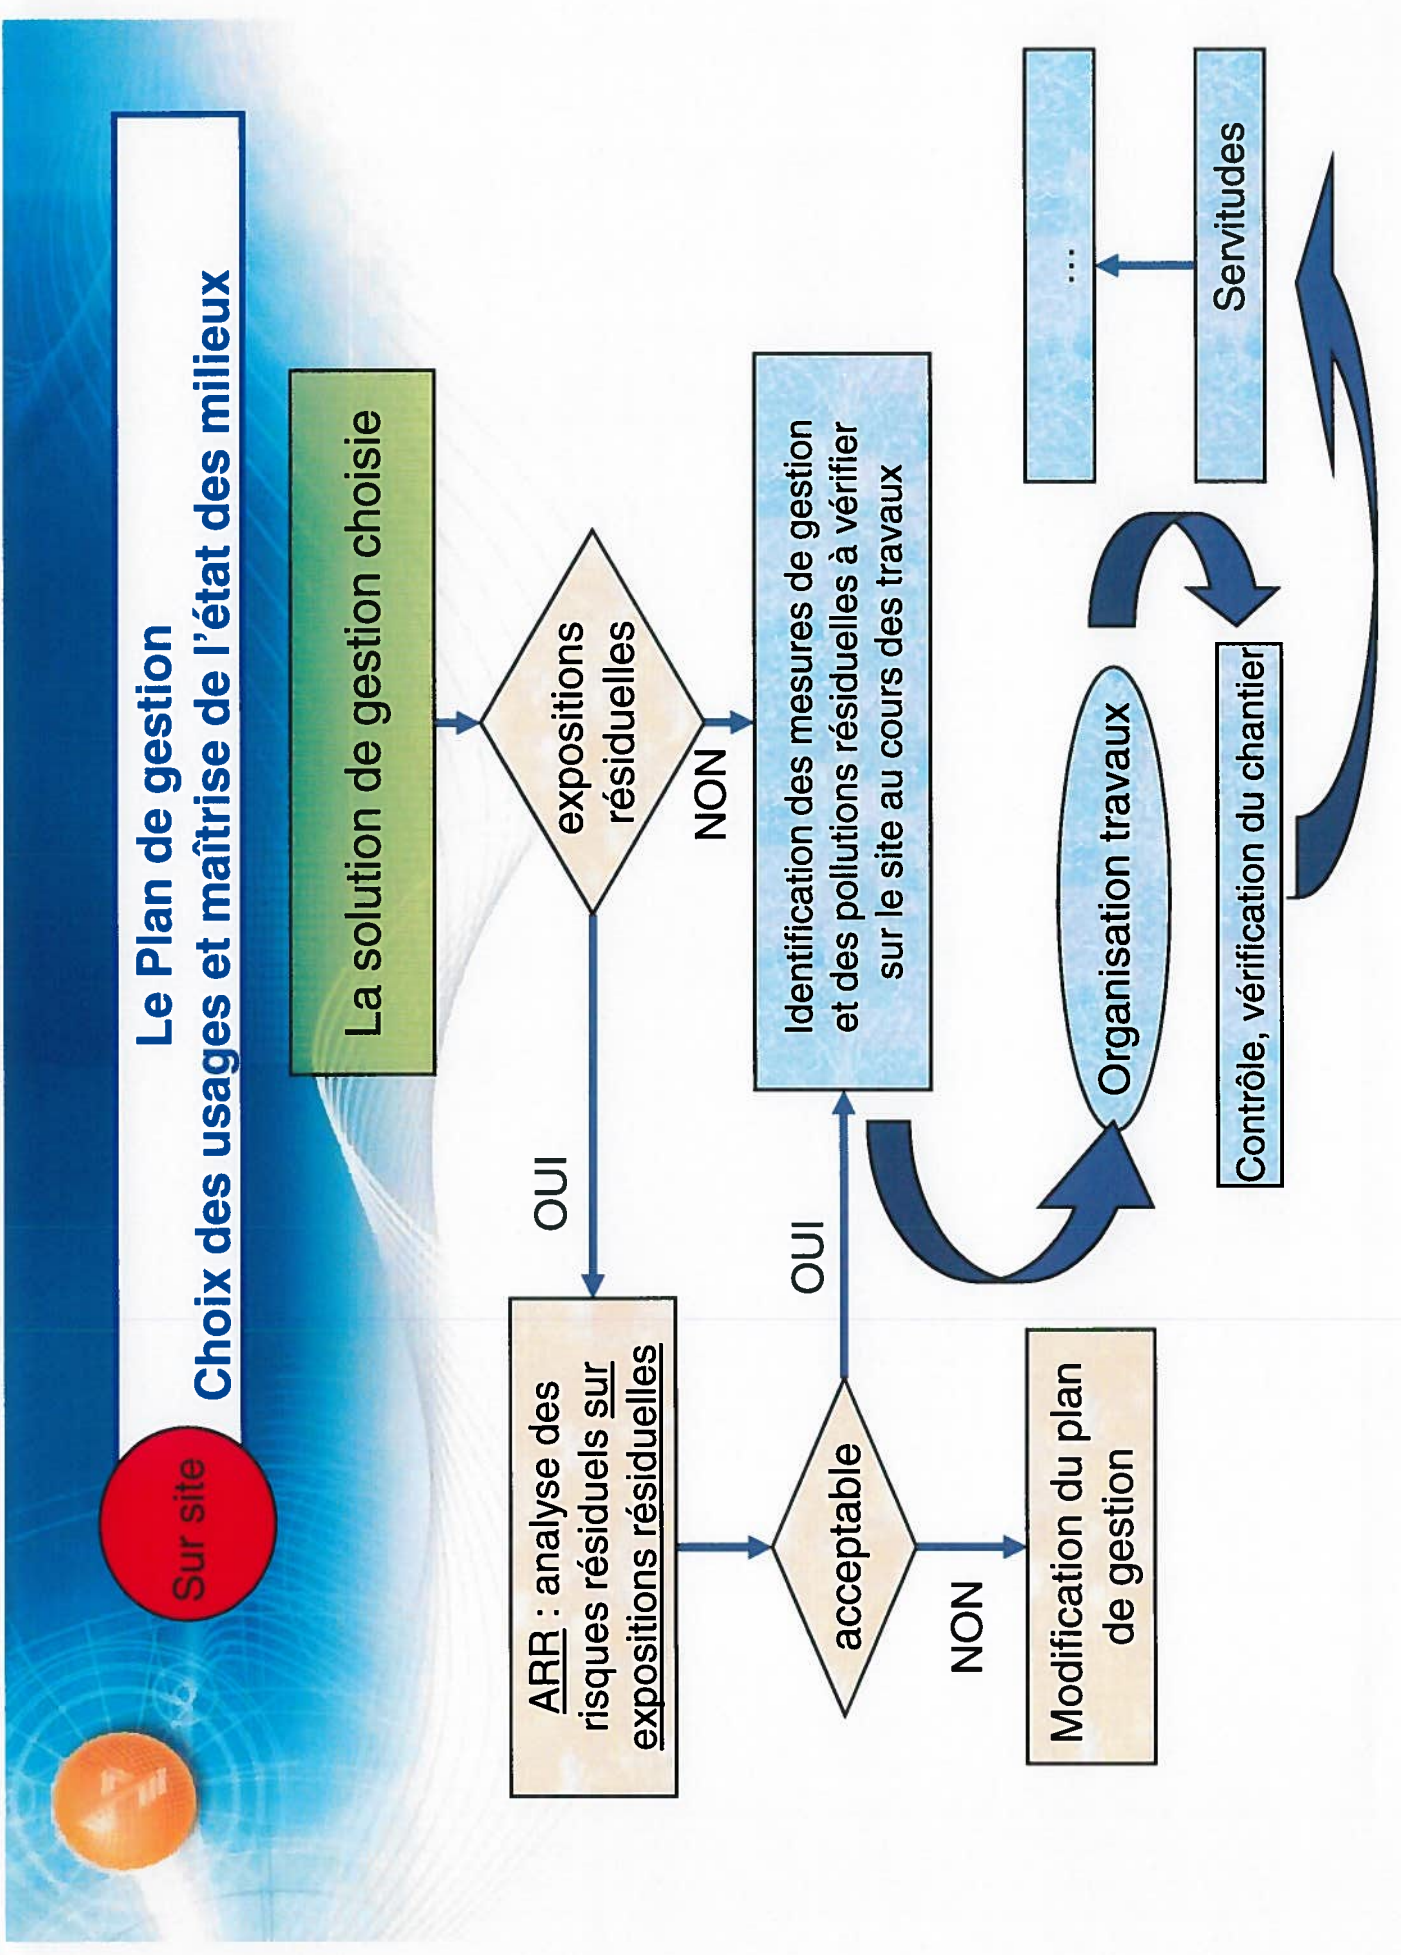 Sur site
Le Plan de gestion
Choix des usages et maîtrise de l'état des milieux
La solution de gestion choisie
expositions
résiduelles
OUI
NON
ARR : analyse des
risques résiduels sur
expositions résiduelles
acceptable
OUI
NON
Identification des mesures de gestion
et des pollutions résiduelles à vérifier
sur le site au cours des travaux
Modification du plan
de gestion
Organisation travaux
Contrôle, vérification du chantier
...
Servitudes